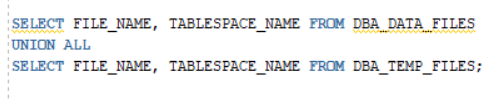 SELECT FILE_NAME, TABLESPACE_NAME FROM DBA_DATA_FILES
UNION ALL
SELECT FILE_NAME, TABLESPACE_NAME FROM DBA_TEMP_FILES;